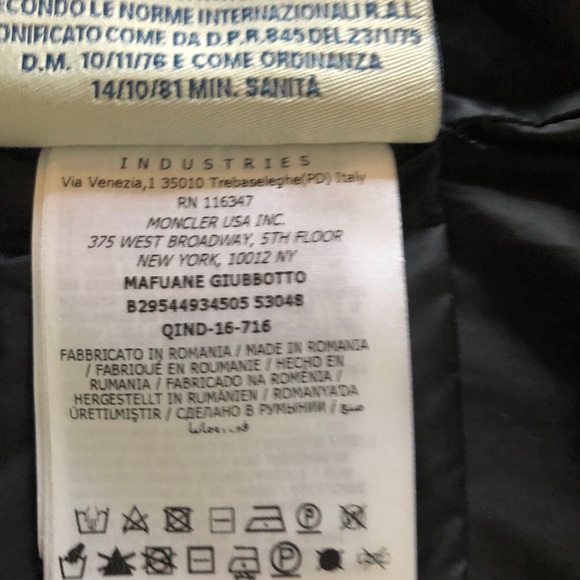 CONDO LE NORME INTERNAZIONALI R.A.L.
ONIFICATO COME DA D.P.R. 845 DEL 23/1/75
D.M. 10/11/76 E COME ORDINANZA
14/10/81 MIN. SANITÀ
INDUSTRIES
Via Venezia,1 35010 Trebaseleghe(PD) Italy
RN 116347
MONCLER USA INC.
375 WEST BROADWAY, 5TH FLOOR
NEW YORK, 10012 NY
MAFUANE GIUBBOTTO
B29544934505 53048
QIND-16-716
FABBRICATO IN ROMANIA / MADE IN ROMANIA
/ FABRIQUÉ EN ROUMANIE / HECHO EN
RUMANIA / FABRICADO NA ROMÉNIA /
HERGESTELLT IN RUMÄNIEN / ROMANYA'DA
ÜRETILMIŞTIR / СДЕЛАНО В РУМЫНИИ / صنع
P
P